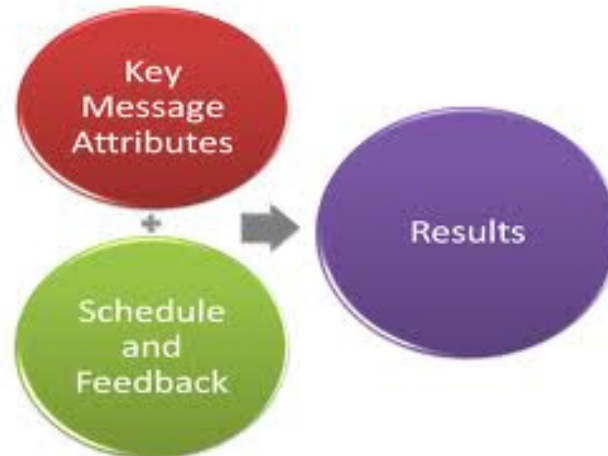 Key
Message
Attributes
+
Schedule
and
Feedback
Results